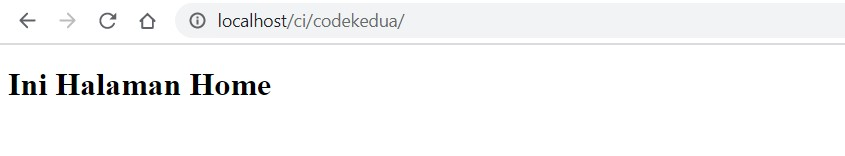 localhost/ci/codekedua/
Ini Halaman Home